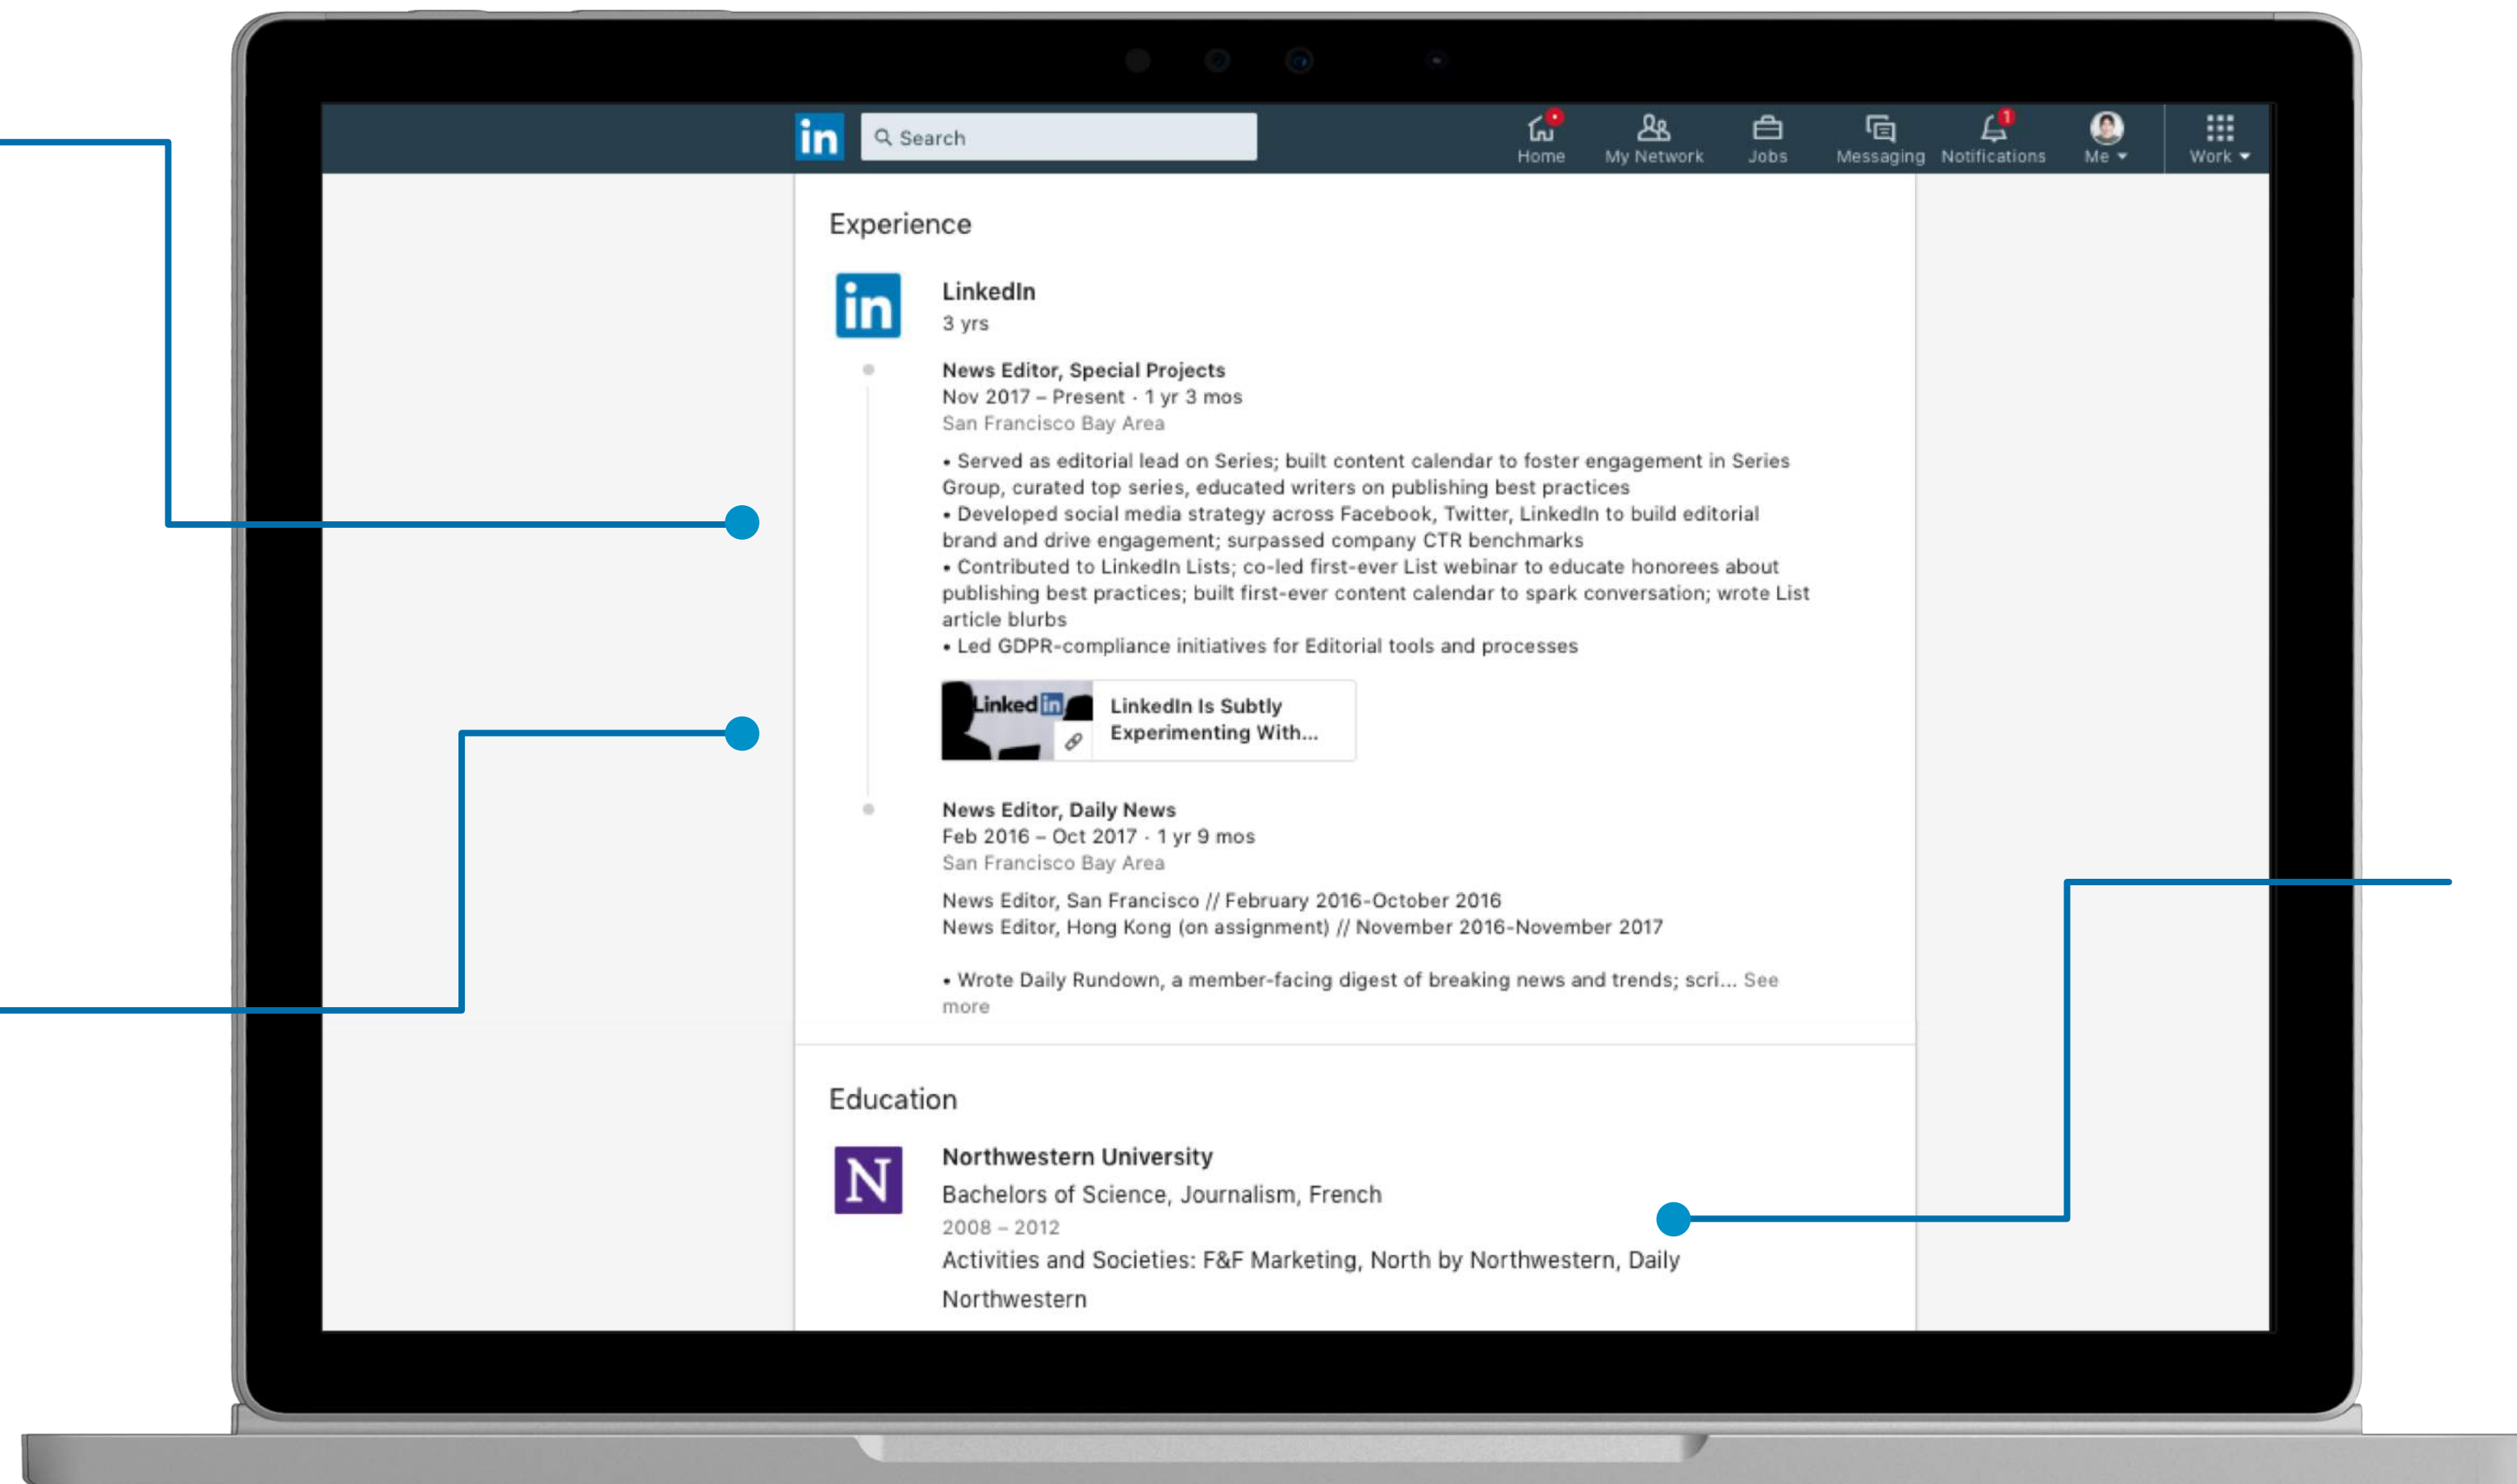 in
Search
Home
My Network
Jobs
Messaging
1
Notifications
Me
Work
Experience
in
LinkedIn
3 yrs
News Editor, Special Projects
Nov 2017 – Present · 1 yr 3 mos
San Francisco Bay Area
• Served as editorial lead on Series; built content calendar to foster engagement in Series
Group, curated top series, educated writers on publishing best practices
• Developed social media strategy across Facebook, Twitter, LinkedIn to build editorial
brand and drive engagement; surpassed company CTR benchmarks
• Contributed to LinkedIn Lists; co-led first-ever List webinar to educate honorees about
publishing best practices; built first-ever content calendar to spark conversation; wrote List
article blurbs
• Led GDPR-compliance initiatives for Editorial tools and processes
Linked in
LinkedIn Is Subtly
Experimenting With...
News Editor, Daily News
Feb 2016 – Oct 2017 · 1 yr 9 mos
San Francisco Bay Area
News Editor, San Francisco // February 2016-October 2016
News Editor, Hong Kong (on assignment) // November 2016-November 2017
• Wrote Daily Rundown, a member-facing digest of breaking news and trends; scri... See
more
Education
N
Northwestern University
Bachelors of Science, Journalism, French
2008 – 2012
Activities and Societies: F&F Marketing, North by Northwestern, Daily
Northwestern